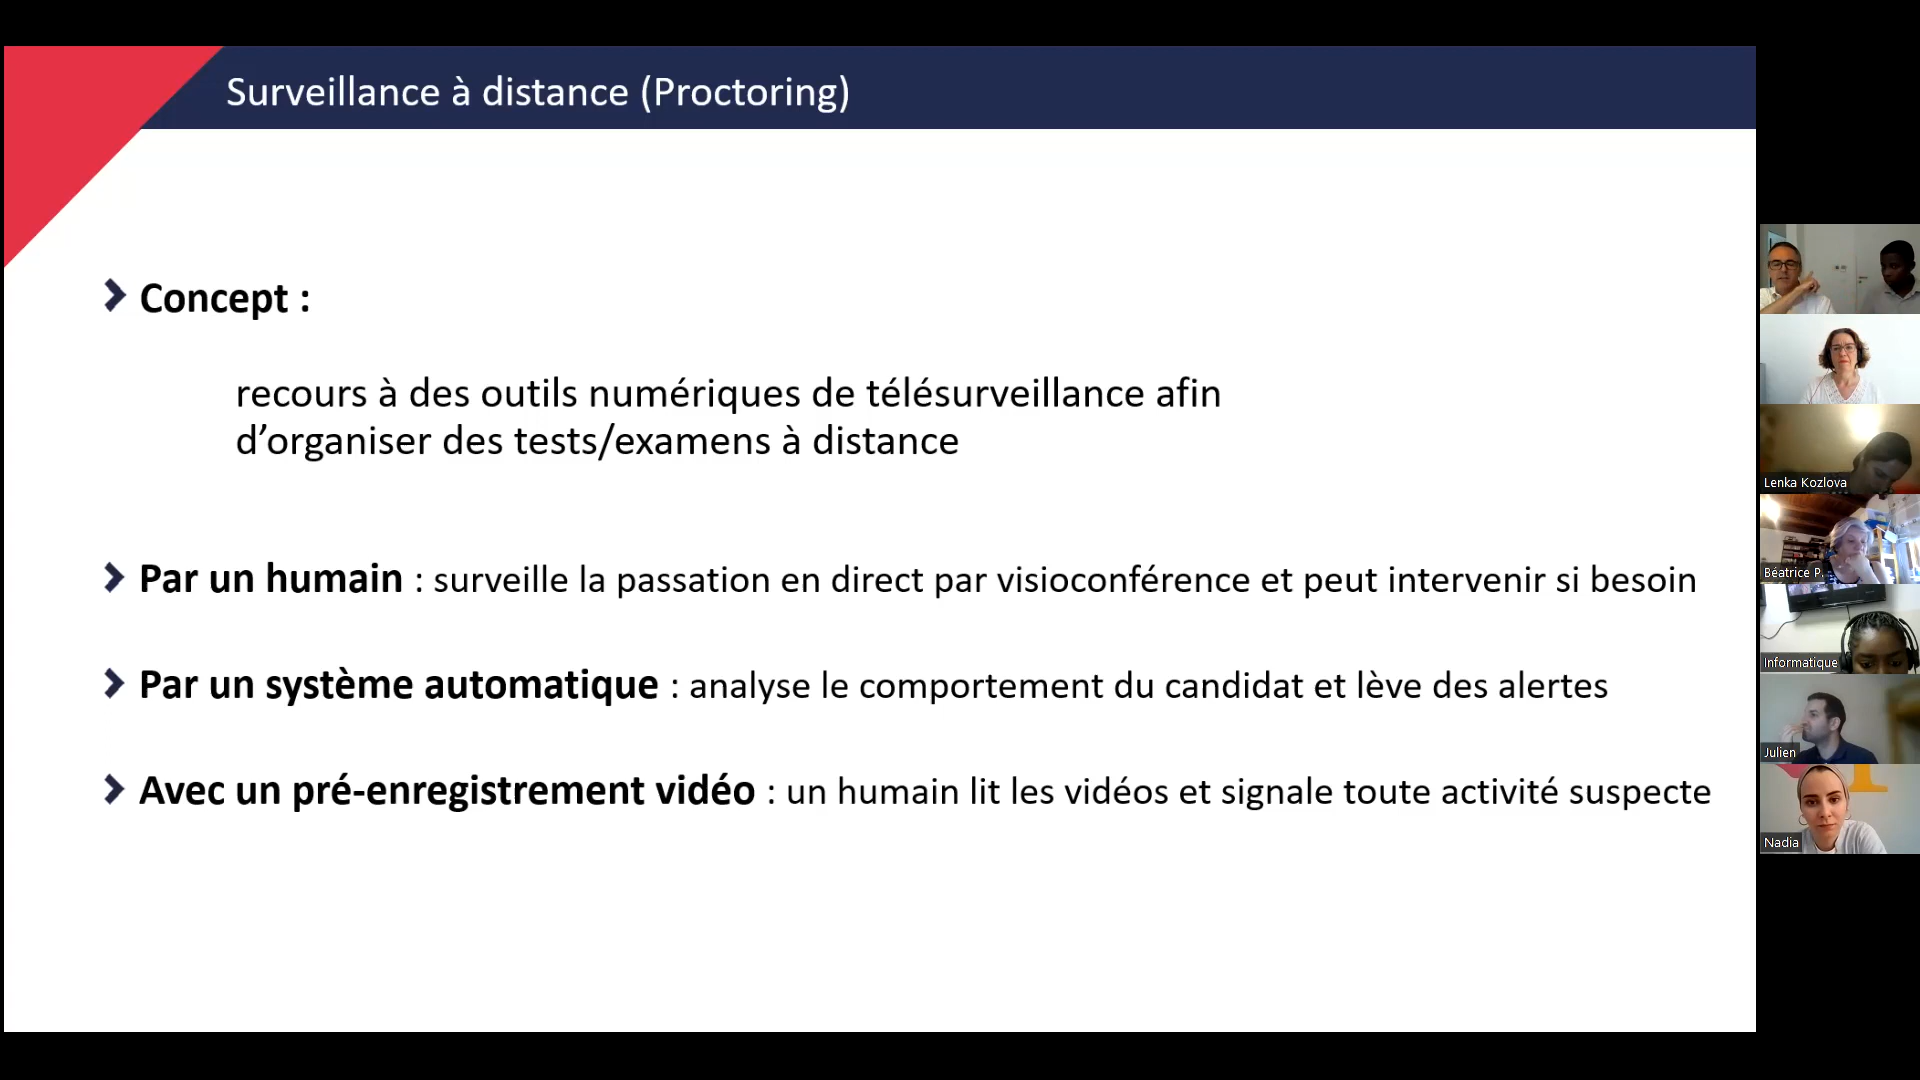 Surveillance à distance (Proctoring)
Concept :
recours à des outils numériques de télésurveillance afin
d’organiser des tests/examens à distance
Par un humain : surveille la passation en direct par visioconférence et peut intervenir si besoin
Par un système automatique : analyse le comportement du candidat et lève des alertes
Avec un pré-enregistrement vidéo : un humain lit les vidéos et signale toute activité suspecte
Lenka Kozlova
Béatrice P.
Informatique
Julien
Nadia